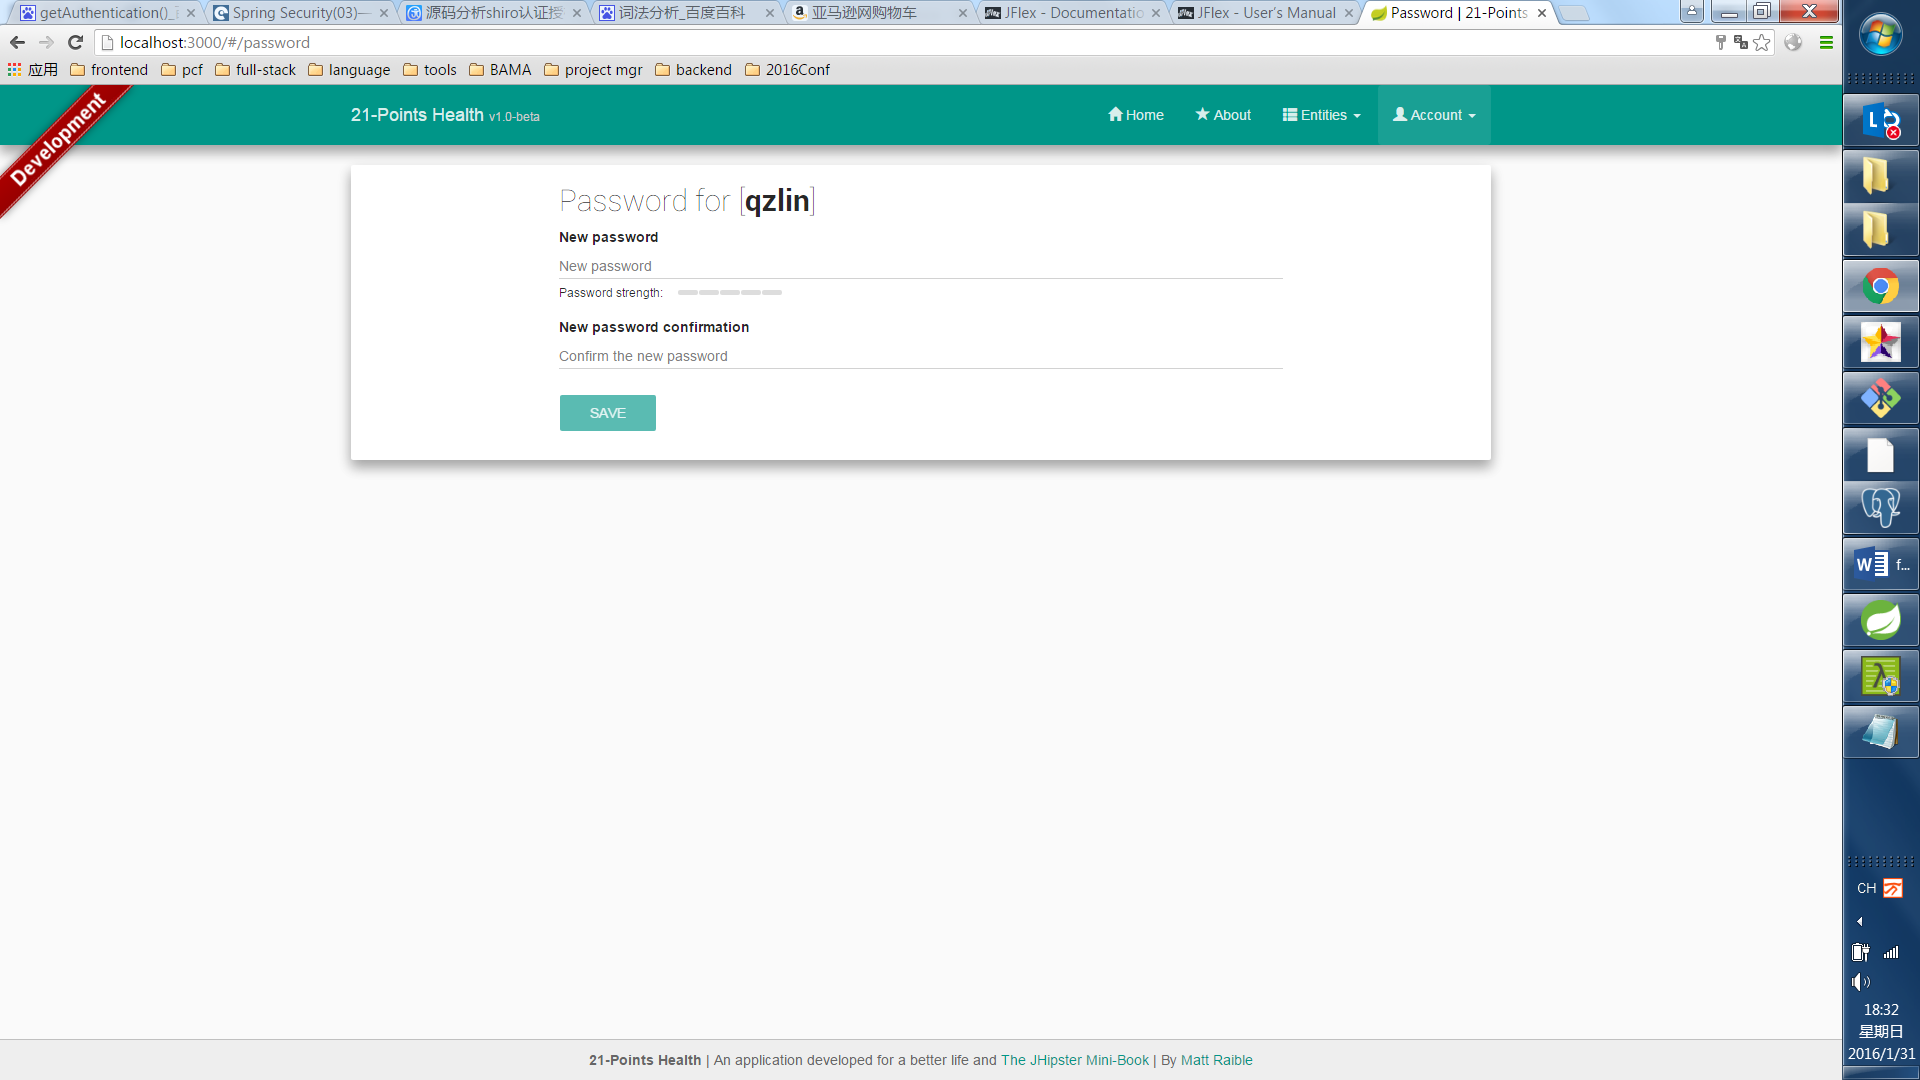 getAuthentication()_
Spring Security(03)—
源码分析shiro认证授
词法分析_百度百科
亚马逊网购物车
JFlex - Documentatio
JFlex - User's Manual
Password | 21-Points
localhost:3000/#/password
应用
frontend
pcf
full-stack
language
tools
BAMA
project mgr
backend
2016Conf
Development
21-Points Health v1.0-beta
Home
About
Entities
Account
Password for [qzlin]
New password
New password
Password strength:
New password confirmation
Confirm the new password
SAVE
21-Points Health | An application developed for a better life and The JHipster Mini-Book | By Matt Raible
f...
CH
18:32
星期日
2016/1/31